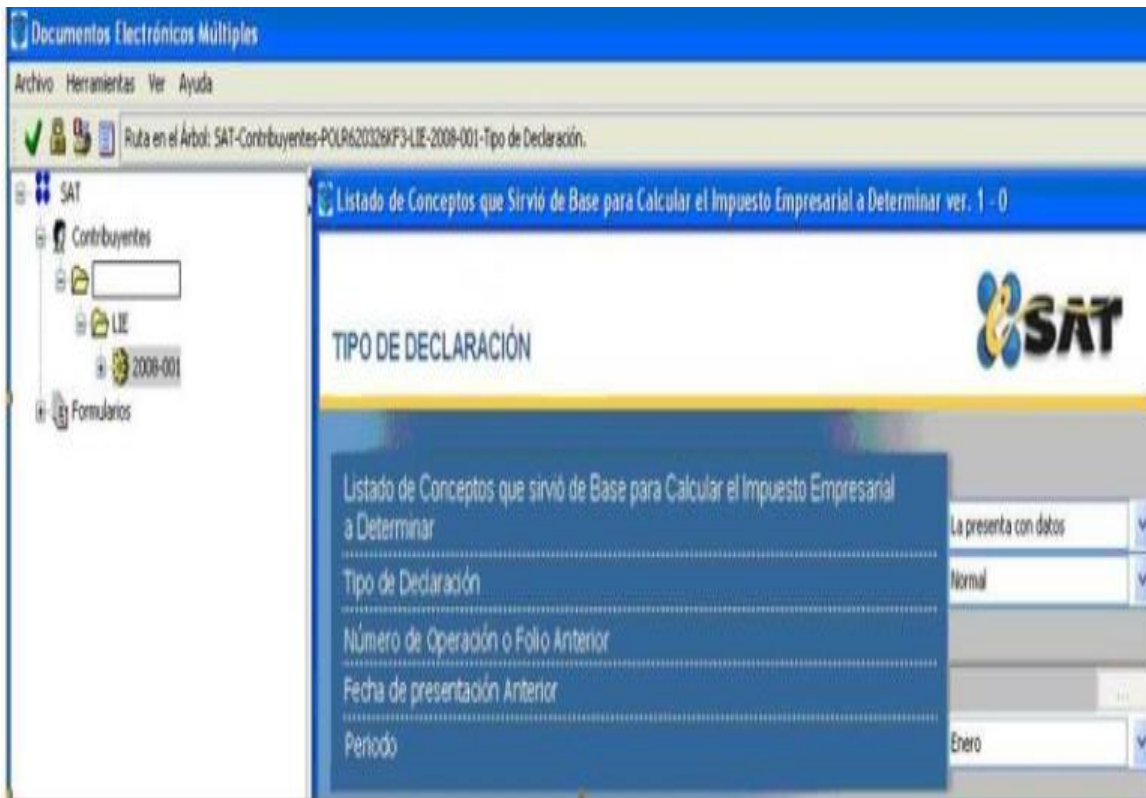 Documentos Electrónicos Múltiples
Archivo Herramientas Ver Ayuda
Ruta en el Árbol: SAT-Contribuyentes-POLR620326KF3-LIE-2008-001-Tipo de Declaración.
SAT
Contribuyentes
LIE
2008-001
Formularios
Listado de Conceptos que Sirvió de Base para Calcular el Impuesto Empresarial a Determinar ver. 1 - 0
TIPO DE DECLARACIÓN
eSAT
Listado de Conceptos que sirvió de Base para Calcular el Impuesto Empresarial
a Determinar
La presenta con datos
Tipo de Declaración
Normal
Número de Operación o Folio Anterior
Fecha de presentación Anterior
...
Periodo
Enero